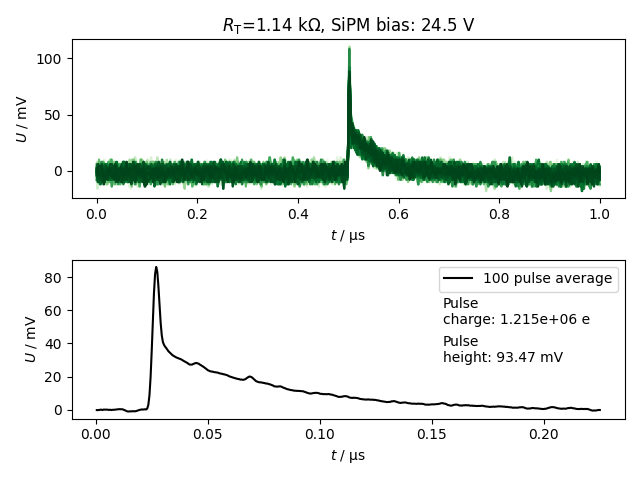 R_T=1.14 kΩ, SiPM bias: 24.5 V
100
50
0
U / mV
0.0 0.2 0.4 0.6 0.8 1.0
t / µs
80
60
40
20
0
U / mV
100 pulse average
Pulse
charge: 1.215e+06 e
Pulse
height: 93.47 mV
0.00 0.05 0.10 0.15 0.20
t / µs